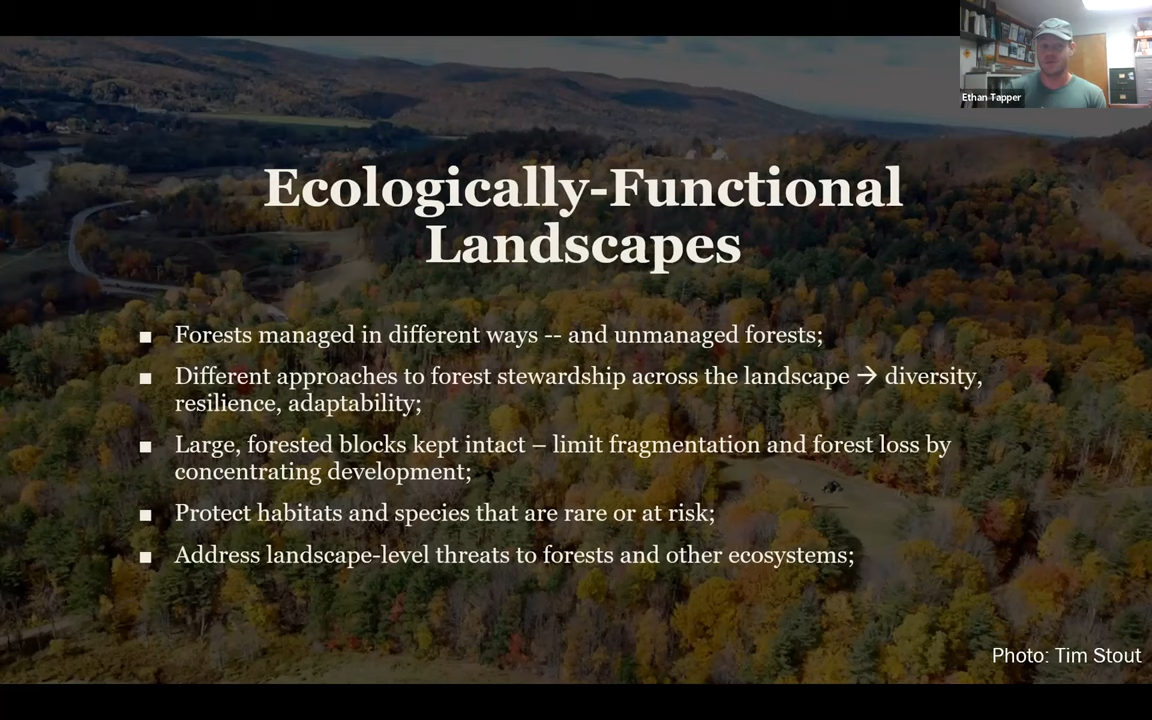 Ethan Tapper
Ecologically-Functional
Landscapes
■ Forests managed in different ways -- and unmanaged forests;
■ Different approaches to forest stewardship across the landscape → diversity,
resilience, adaptability;
■ Large, forested blocks kept intact – limit fragmentation and forest loss by
concentrating development;
■ Protect habitats and species that are rare or at risk;
■ Address landscape-level threats to forests and other ecosystems;
Photo: Tim Stout